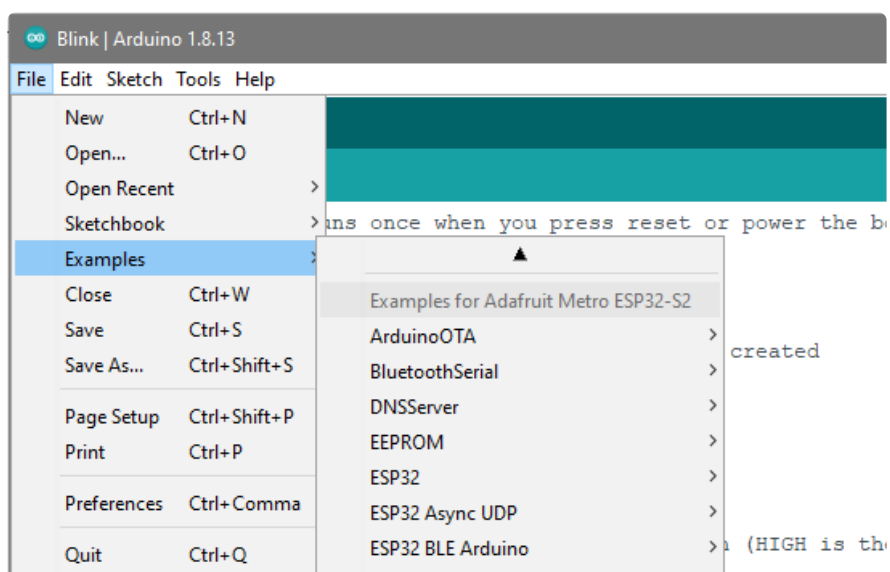 Blink | Arduino 1.8.13
File Edit Sketch Tools Help
New Ctrl+N
Open... Ctrl+O
Open Recent
Sketchbook
Examples
Close Ctrl+W
Save Ctrl+S
Save As... Ctrl+Shift+S
Page Setup Ctrl+Shift+P
Print Ctrl+P
Preferences Ctrl+Comma
Quit Ctrl+Q
once when you press reset or power the
Examples for Adafruit Metro ESP32-S2
ArduinoOTA
BluetoothSerial
DNSServer
EEPROM
ESP32
ESP32 Async UDP
ESP32 BLE Arduino
created
(HIGH is the